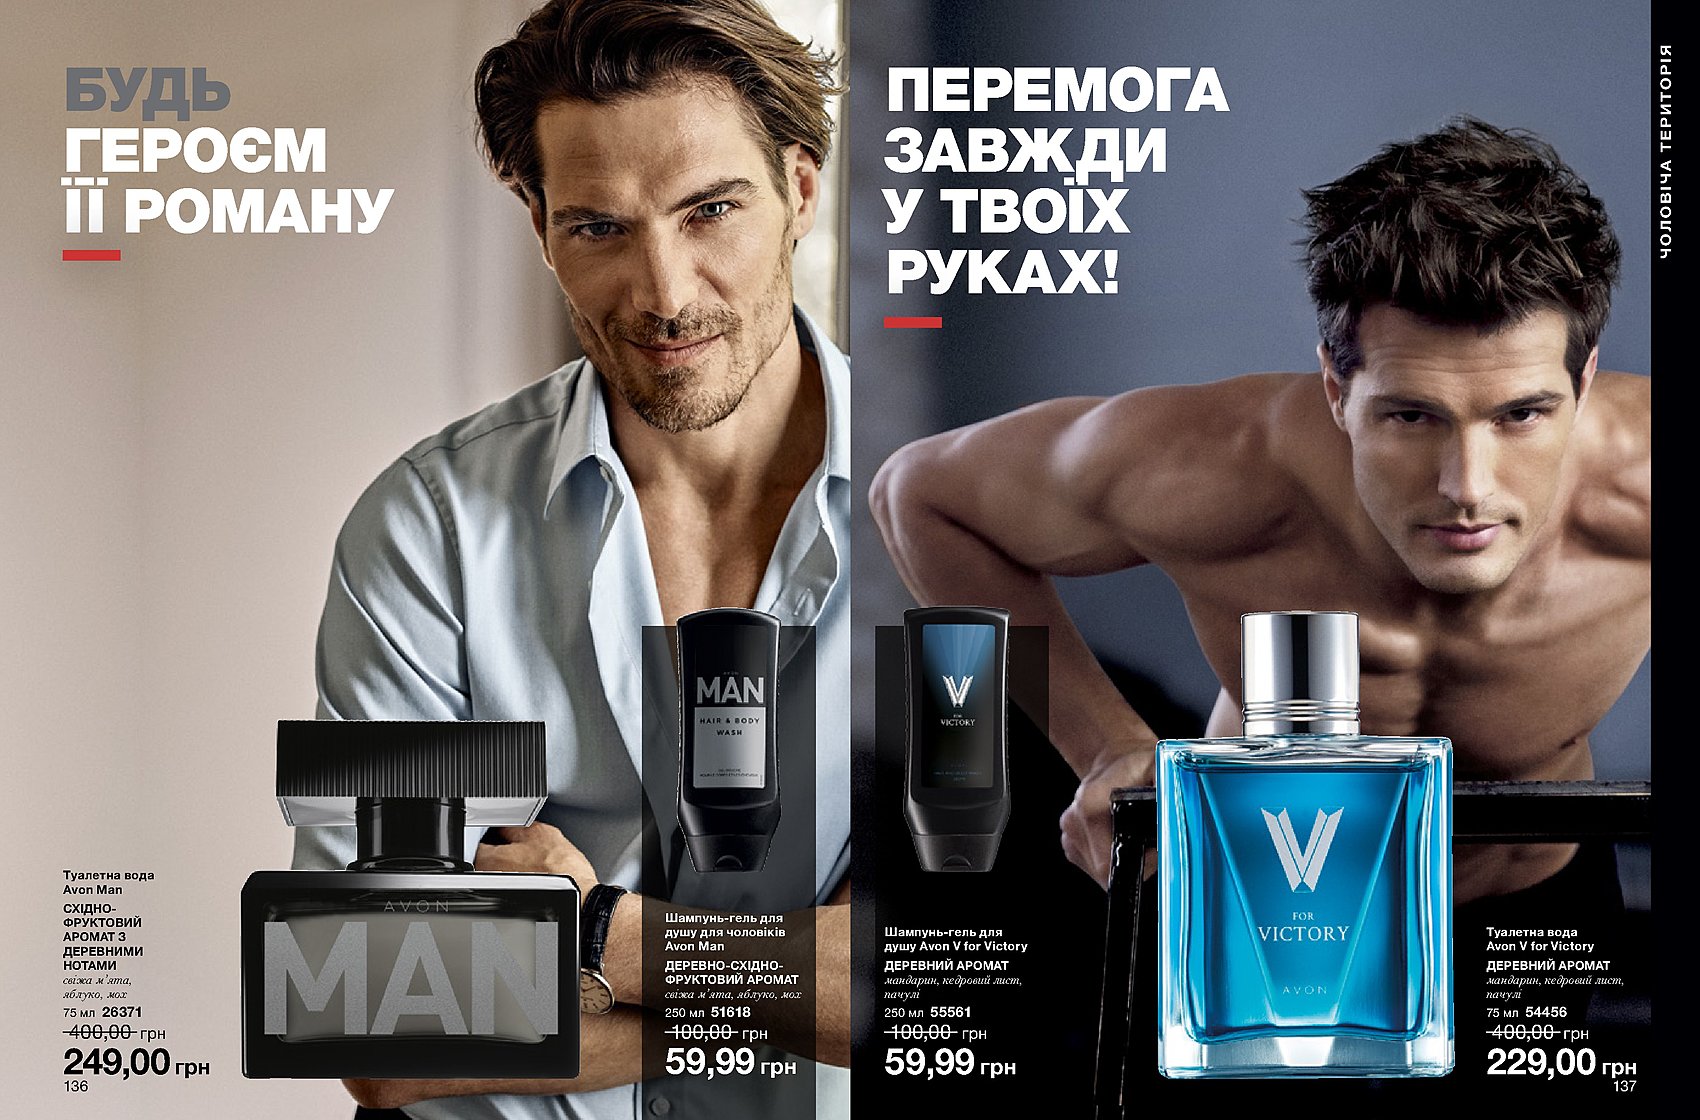 БУДЬ
ГЕРОЄМ
ЇЇ РОМАНУ
Туалетна вода
Avon Man
СХІДНО-
ФРУКТОВИЙ
АРОМАТ З
ДЕРЕВНИМИ
НОТАМИ
свіжа м'ята,
яблуко, мох
75 мл 26371
400,00 грн
249,00 грн
136
AVON
MAN
MAN
HAIR & BODY
WASH
Шампунь-гель для
душу для чоловіків
Avon Man
ДЕРЕВНО-СХІДНО-
ФРУКТОВИЙ АРОМАТ
свіжа м'ята, яблуко, мох
250 мл 51618
100,00 грн
59,99 грн
ПЕРЕМОГА
ЗАВЖДИ
У ТВОЇХ
РУКАХ!
ЧОЛОВІЧА ТЕРИТОРІЯ
V
FOR
VICTORY
Шампунь-гель для
душу Avon V for Victory
ДЕРЕВНИЙ АРОМАТ
мандарин, кедровий лист,
пачулі
250 мл 55561
100,00 грн
59,99 грн
V
FOR
VICTORY
AVON
Туалетна вода
Avon V for Victory
ДЕРЕВНИЙ АРОМАТ
мандарин, кедровий лист,
пачулі
75 мл 54456
400,00 грн
229,00 грн
137